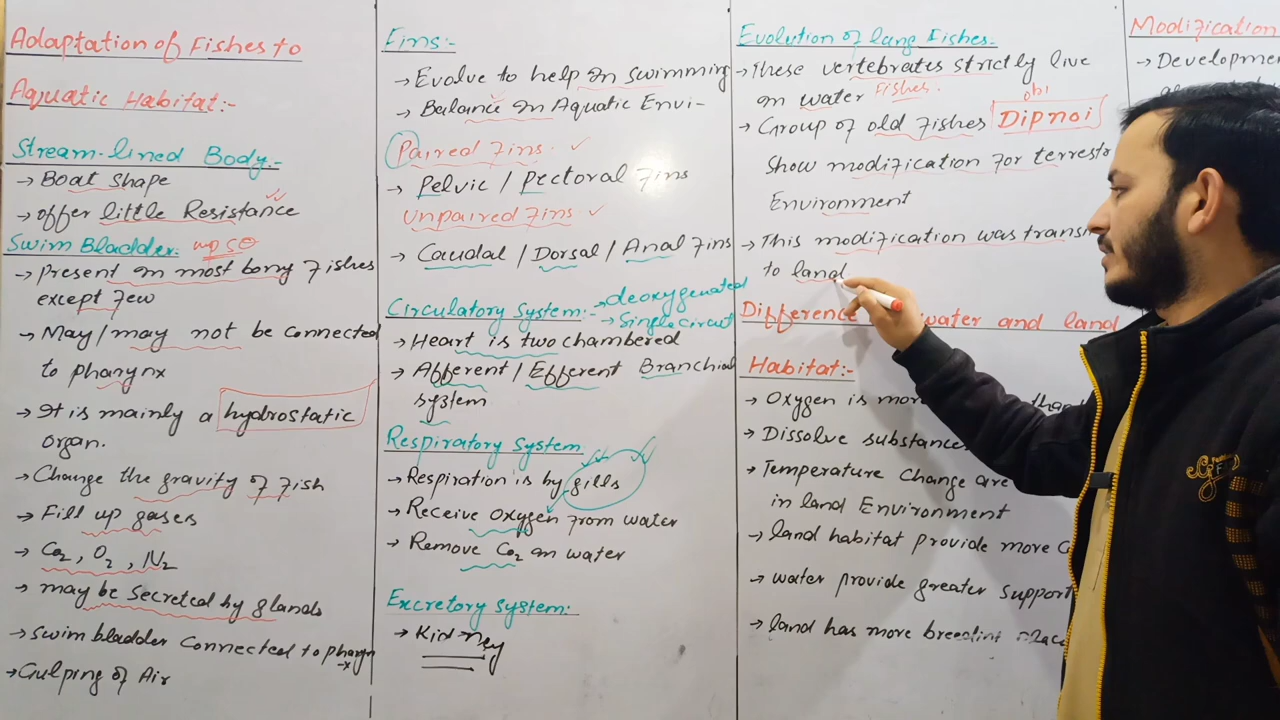 Adaptation of Fishes to
Aquatic Habitat:-
Stream-lined Body:-
→ Boat shape
→ offer little Resistance
Swim Bladder:
→ Present in most bony fishes
except few
→ May/may not be connected
to pharynx
→ It is mainly a hydrostatic
organ.
→ Change the gravity of fish
→ Fill up gases
→ Co2, O2, N2
→ may be secreted by glands
→ swim bladder connected to pharyn
-x
→ Gulping of Air
Fins:-
→ Evolve to help in swimming
→ Balance in Aquatic Envi-
Paired Fins
→ Pelvic / Pectoral Fins
Unpaired Fins
→ Caudal / Dorsal / Anal Fins
Circulatory System:- → deoxygenated
→ Single circuit
→ Heart is two chambered
→ Afferent / Efferent Branchial
system
Respiratory System
→ Respiration is by gills
→ Receive oxygen from water
→ Remove Co2 in water
Excretory System:
→ Kidney
Evolution of lung Fishes:-
→ These vertebrates strictly live
on water Fishes.
→ Group of old Fishes Dipnoi
Show modification for terrestr
Environment
→ This modification was trans
to land
Difference water and land
Habitat:-
→ Oxygen is mor than
→ Dissolve substance
→ Temperature change are
in land Environment
→ land habitat provide more
→ water provide greater support
→ land has more breeding place
Modification
→ Developme